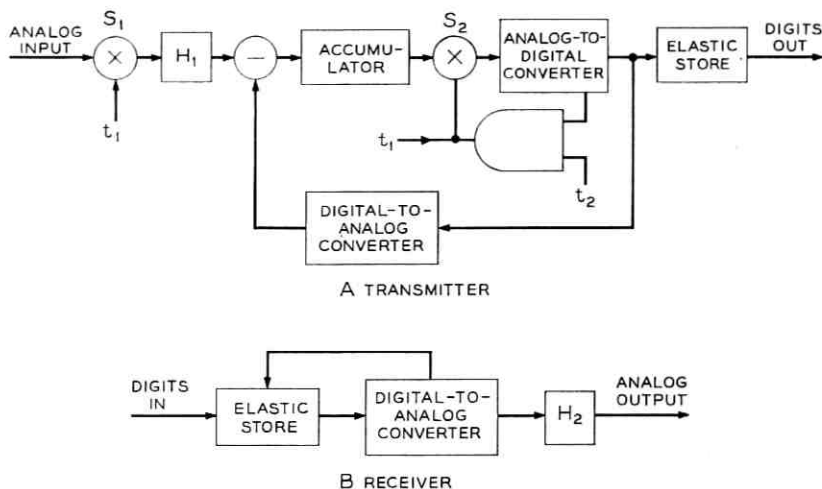 S1
ANALOG
INPUT
×
t1
H1
−
ACCUMU-
LATOR
S2
×
ANALOG-TO-
DIGITAL
CONVERTER
ELASTIC
STORE
DIGITS
OUT
t1
t2
DIGITAL-TO-
ANALOG
CONVERTER
A TRANSMITTER
DIGITS
IN
ELASTIC
STORE
DIGITAL-TO-
ANALOG
CONVERTER
H2
ANALOG
OUTPUT
B RECEIVER